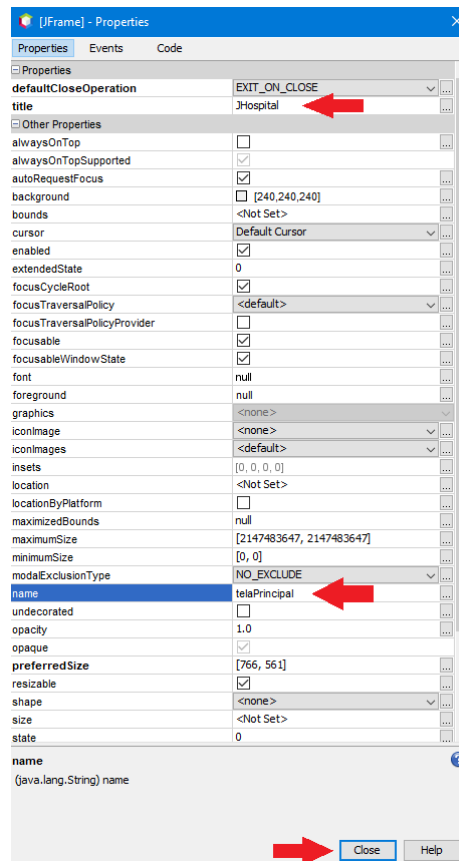 [JFrame] - Properties
Properties Events Code
Properties
defaultCloseOperation EXIT_ON_CLOSE ...
title JHospital ...
Other Properties
alwaysOnTop ...
alwaysOnTopSupported
autoRequestFocus ...
background [240,240,240] ...
bounds <Not Set> ...
cursor Default Cursor ...
enabled ...
extendedState 0 ...
focusCycleRoot ...
focusTraversalPolicy <default> ...
focusTraversalPolicyProvider ...
focusable ...
focusableWindowState ...
font null ...
foreground null ...
graphics <none>
iconImage <none> ...
iconImages <default> ...
insets [0, 0, 0, 0] ...
location <Not Set> ...
locationByPlatform ...
maximizedBounds null ...
maximumSize [2147483647, 2147483647] ...
minimumSize [0, 0] ...
modalExclusionType NO_EXCLUDE ...
name telaPrincipal ...
undecorated ...
opacity 1.0 ...
opaque
preferredSize [766, 561] ...
resizable ...
shape <none> ...
size <Not Set> ...
state 0 ...
name ?
(java.lang.String) name
Close Help